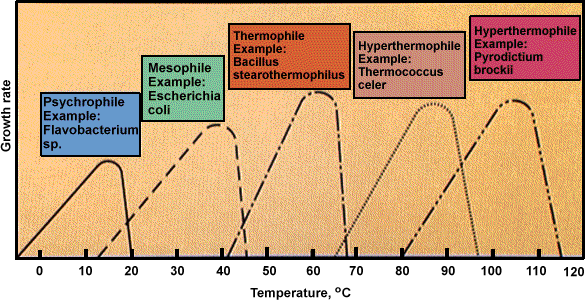 Psychrophile
Example:
Flavobacterium
sp.
Mesophile
Example:
Escherichia
coli
Thermophile
Example:
Bacillus
stearothermophilus
Hyperthermophile
Example:
Thermococcus
celer
Hyperthermophile
Example:
Pyrodictium
brockii
Growth rate
0 10 20 30 40 50 60 70 80 90 100 110 120
Temperature, °C